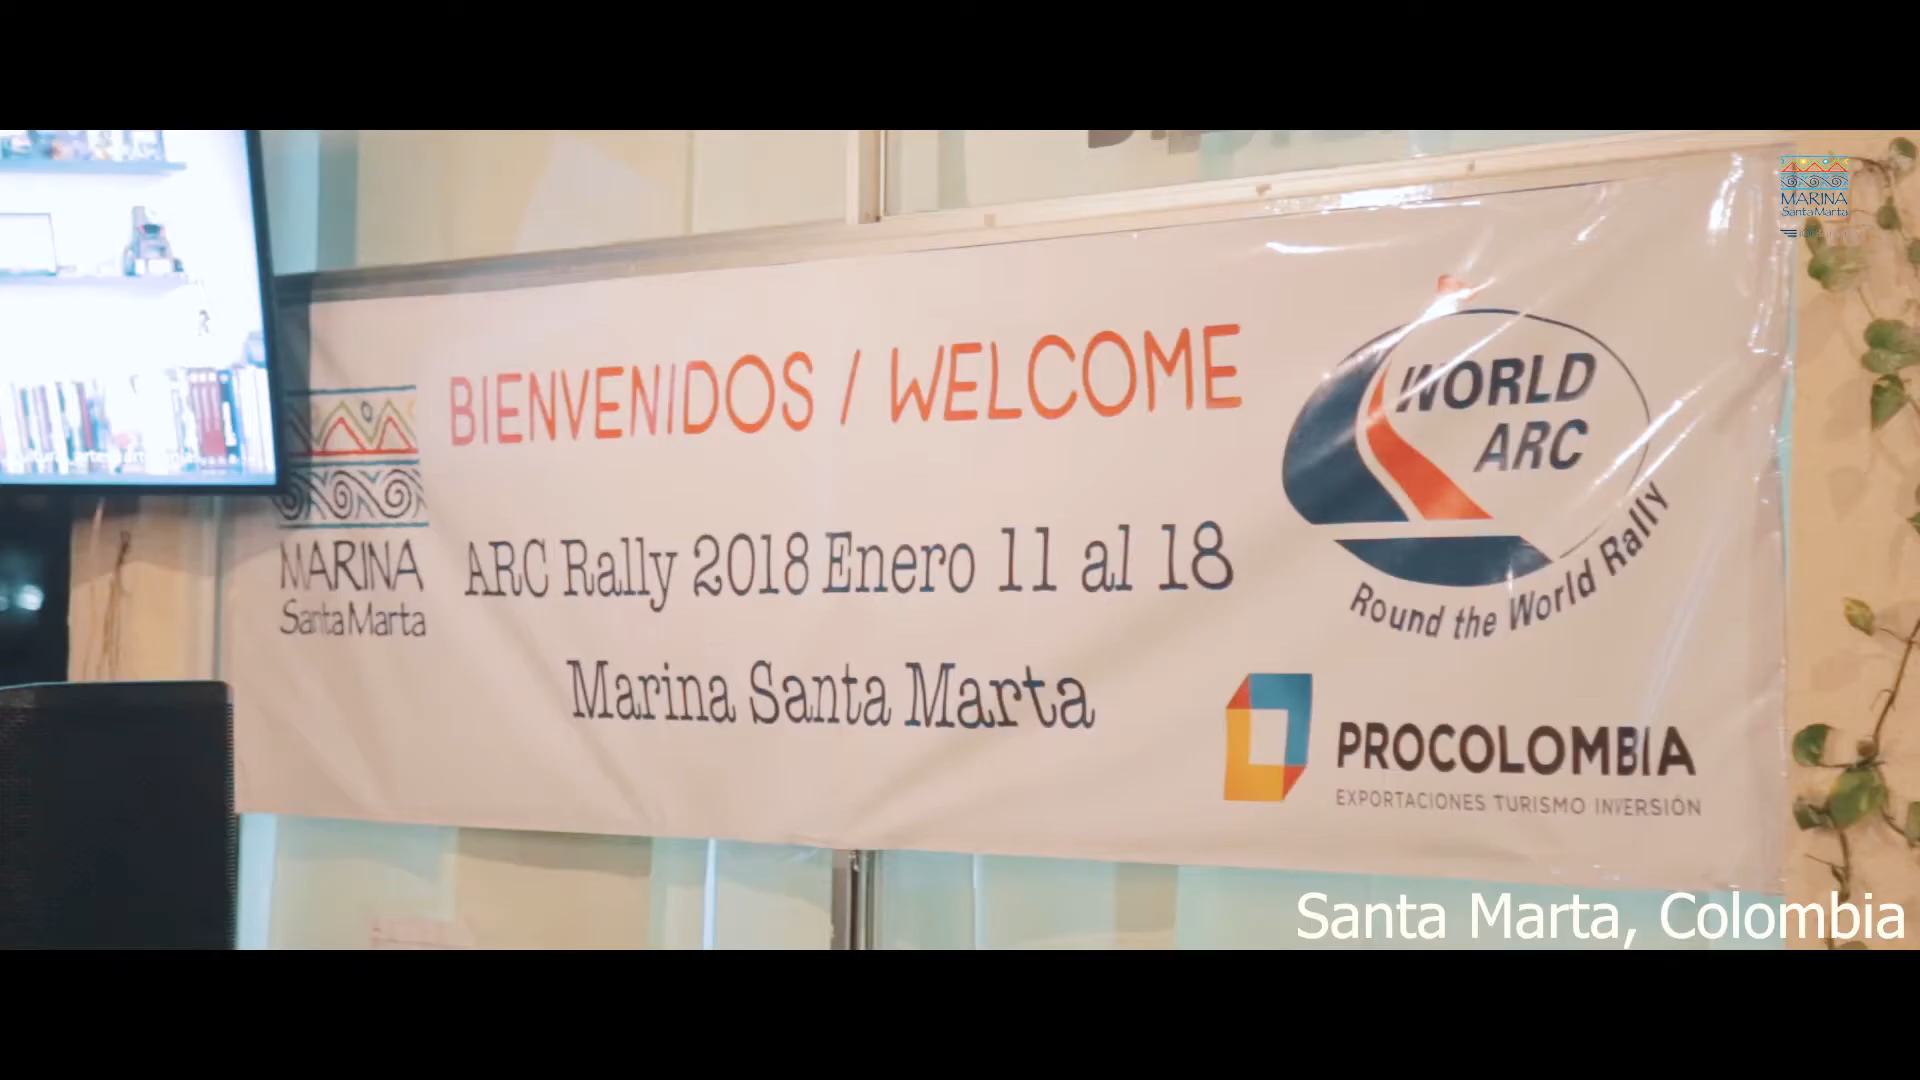 MARINA
Santa Marta
BIENVENIDOS / WELCOME
WORLD
ARC
MARINA
Santa Marta
ARC Rally 2018 Enero 11 al 18
Round the World Rally
Marina Santa Marta
PROCOLOMBIA
EXPORTACIONES TURISMO INVERSIÓN
Santa Marta, Colombia